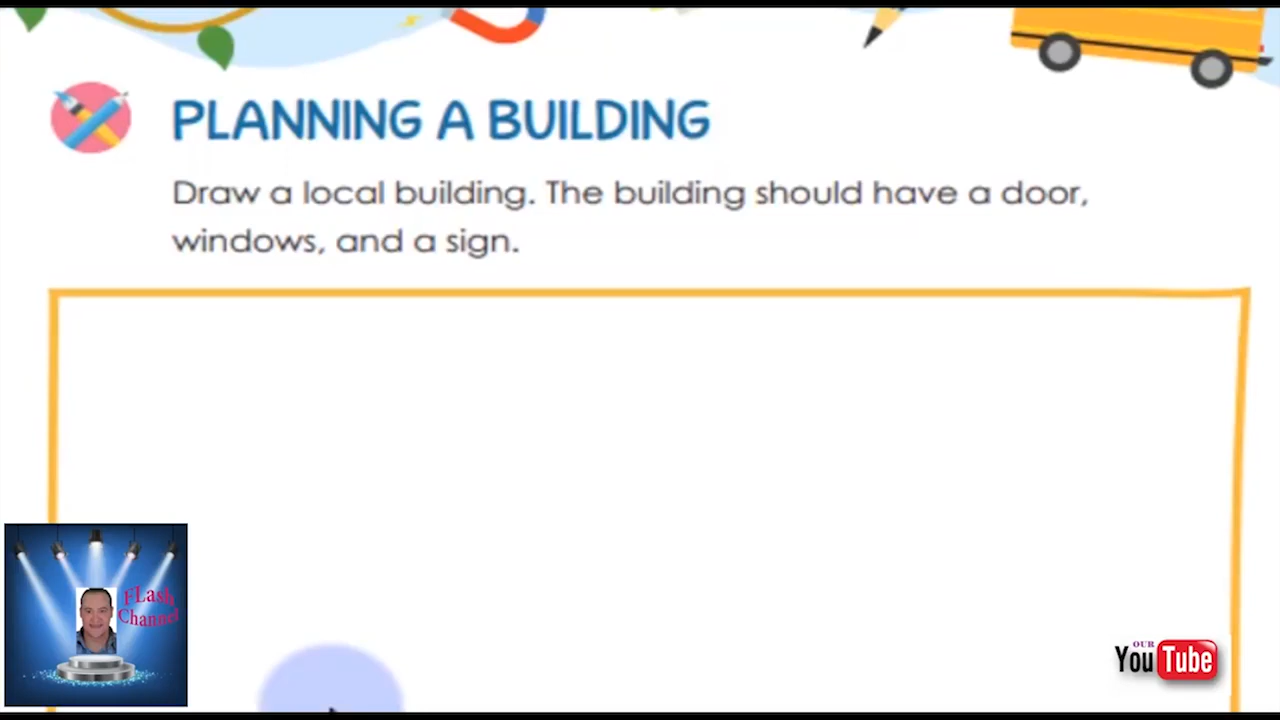 PLANNING A BUILDING
Draw a local building. The building should have a door,
windows, and a sign.
FLash
Channel
OUR
YouTube